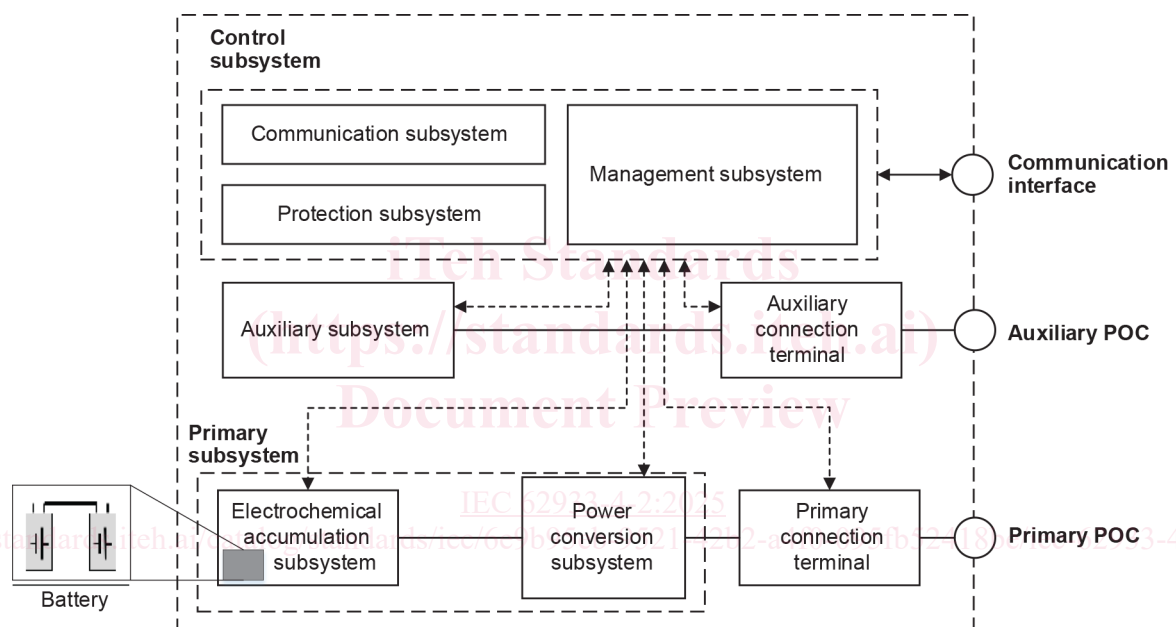 Control
subsystem
Communication subsystem
Management subsystem
Protection subsystem
Communication
interface
iTeh Standards
(https://standards.iteh.ai)
Document Preview
Auxiliary subsystem
Auxiliary
connection
terminal
Auxiliary POC
Primary
subsystem
Electrochemical
accumulation
subsystem
Power
conversion
subsystem
Primary
connection
terminal
Primary POC
IEC 62933-4-2:2025
Battery